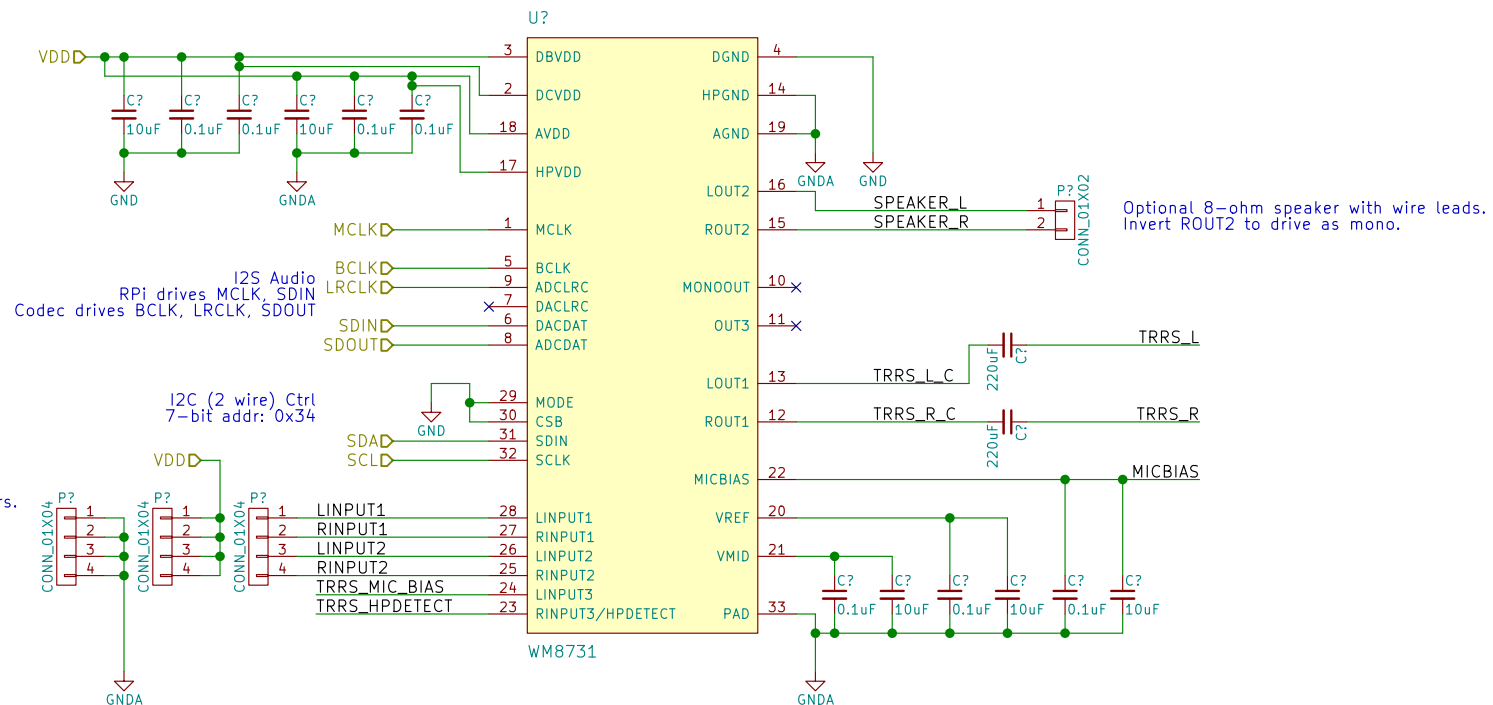 U?
VDD
C?
10uF
C?
0.1uF
C?
0.1uF
C?
10uF
C?
0.1uF
C?
0.1uF
GND
GNDA
3 DBVDD
2 DCVDD
18 AVDD
17 HPVDD
MCLK 1 MCLK
BCLK 5 BCLK
LRCLK 9 ADCLRC
7 DACLRC
SDIN 6 DACDAT
SDOUT 8 ADCDAT
I2S Audio
RPi drives MCLK, SDIN
Codec drives BCLK, LRCLK, SDOUT
29 MODE
30 CSB
GND
SDA 31 SDIN
SCL 32 SCLK
I2C (2 wire) Ctrl
7-bit addr: 0x34
VDD
rs.
P?
CONN_01X04
1
2
3
4
P?
CONN_01X04
1
2
3
4
P?
CONN_01X04
1
2
3
4
LINPUT1 28 LINPUT1
RINPUT1 27 RINPUT1
LINPUT2 26 LINPUT2
RINPUT2 25 RINPUT2
TRRS_MIC_BIAS 24 LINPUT3
TRRS_HPDETECT 23 RINPUT3/HPDETECT
GNDA
WM8731
DGND 4
HPGND 14
AGND 19
GNDA
GND
LOUT2 16 SPEAKER_L
ROUT2 15 SPEAKER_R
P?
1
2
CONN_01X02
Optional 8-ohm speaker with wire leads.
Invert ROUT2 to drive as mono.
MONOOUT 10
OUT3 11
LOUT1 13 TRRS_L_C
220uF
C?
TRRS_L
ROUT1 12 TRRS_R_C
220uF
C?
TRRS_R
MICBIAS 22 MICBIAS
VREF 20
VMID 21
PAD 33
C?
0.1uF
C?
10uF
C?
0.1uF
C?
10uF
C?
0.1uF
C?
10uF
GNDA